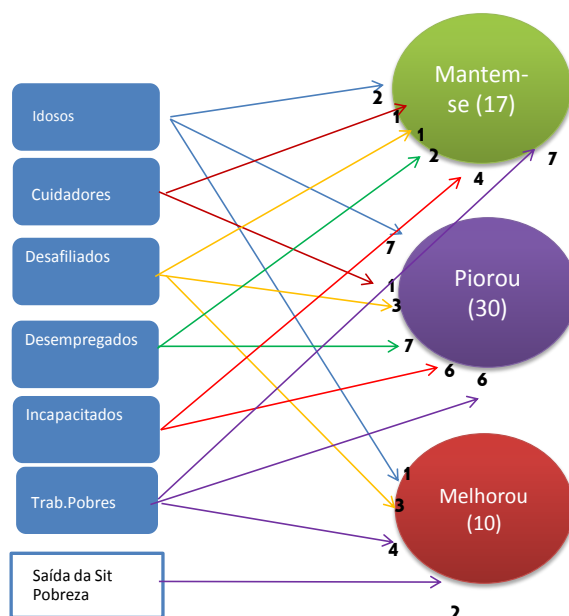 Mantem-
se (17)
2
1
1
2
4
7
Idosos
Cuidadores
Desafiliados
Desempregados
Incapacitados
Trab.Pobres
Saída da Sit
Pobreza
7
1
3
7
6
6
Piorou
(30)
1
3
4
2
Melhorou
(10)